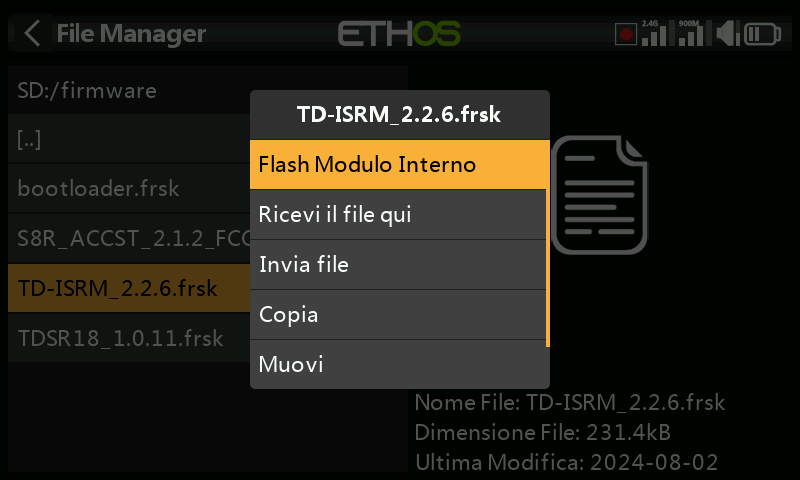 File Manager
ETHOS
2.4G
900M
SD:/firmware
[..]
bootloader.frsk
S8R_ACCST_2.1.2_FCC
TD-ISRM_2.2.6.frsk
TDSR18_1.0.11.frsk
TD-ISRM_2.2.6.frsk
Flash Modulo Interno
Ricevi il file qui
Invia file
Copia
Muovi
Nome File: TD-ISRM_2.2.6.frsk
Dimensione File: 231.4kB
Ultima Modifica: 2024-08-02